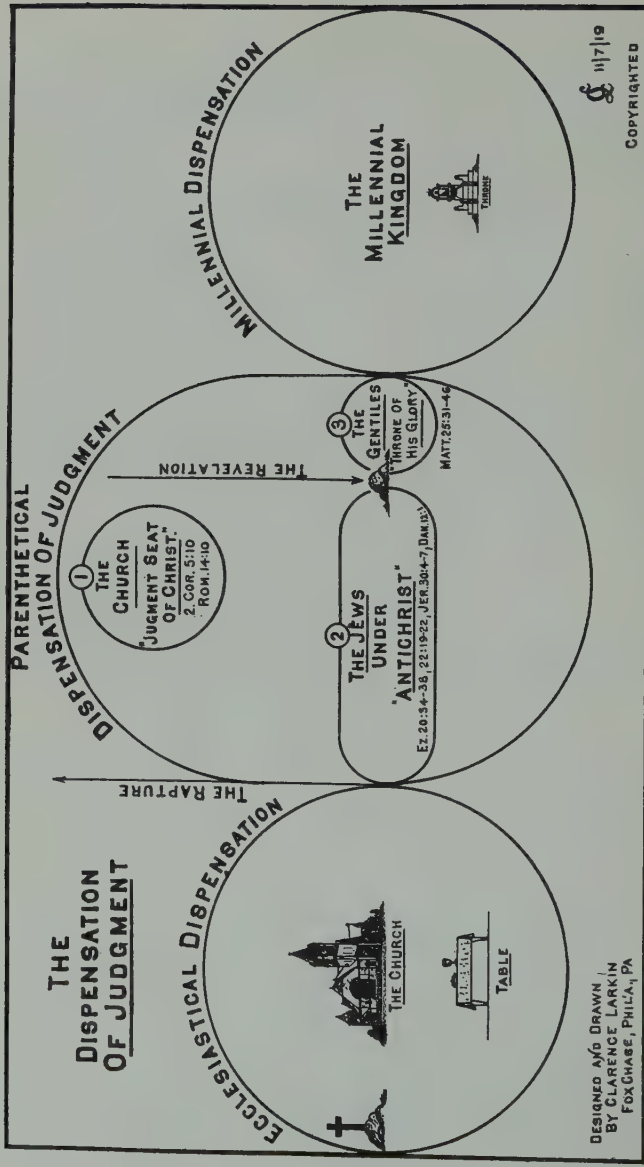 THE
DISPENSATION
OF JUDGMENT
ECCLESIASTICAL DISPENSATION
THE CHURCH
TABLE
DESIGNED AND DRAWN
BY CLARENCE LARKIN
FOX CHASE, PHIL'A, PA
THE RAPTURE
PARENTHETICAL
DISPENSATION OF JUDGMENT
1
THE
CHURCH
"JUGMENT SEAT
OF CHRIST."
2. COR. 5:10
ROM. 14:10
THE REVELATION
2
THE JEWS
UNDER
"ANTICHRIST"
EZ. 20:34-38, 22:19-22, JER. 30:4-7, DAN. 12:1
3
THE
GENTILES
"THRONE OF
HIS GLORY"
MATT. 25:31-46
MILLENNIAL DISPENSATION
THE
MILLENNIAL
KINGDOM
THRONE
CL 11/7/19
COPYRIGHTED